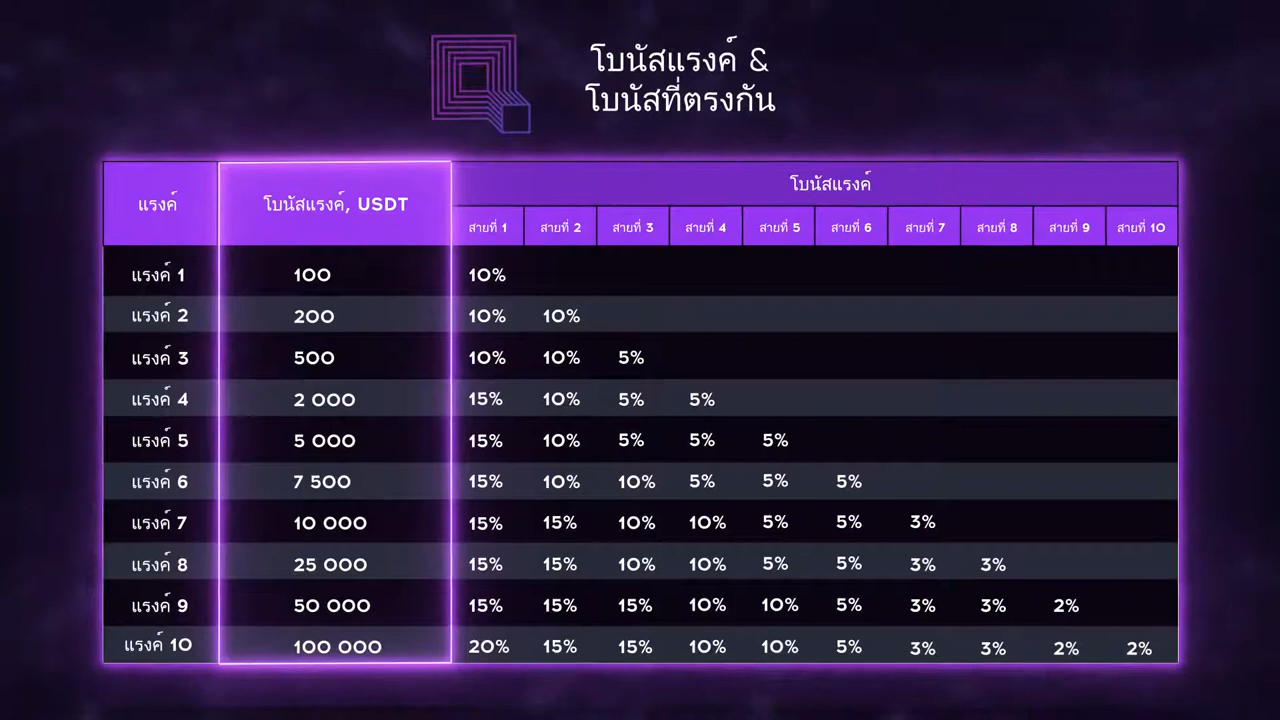 โบนัสแรงค์ &
โบนัสที่ตรงกัน
แรงค์ โบนัสแรงค์, USDT โบนัสแรงค์
สายที่ 1 สายที่ 2 สายที่ 3 สายที่ 4 สายที่ 5 สายที่ 6 สายที่ 7 สายที่ 8 สายที่ 9 สายที่ 10
แรงค์ 1 100 10%
แรงค์ 2 200 10% 10%
แรงค์ 3 500 10% 10% 5%
แรงค์ 4 2 000 15% 10% 5% 5%
แรงค์ 5 5 000 15% 10% 5% 5% 5%
แรงค์ 6 7 500 15% 10% 10% 5% 5% 5%
แรงค์ 7 10 000 15% 15% 10% 10% 5% 5% 3%
แรงค์ 8 25 000 15% 15% 10% 10% 5% 5% 3% 3%
แรงค์ 9 50 000 15% 15% 15% 10% 10% 5% 3% 3% 2%
แรงค์ 10 100 000 20% 15% 15% 10% 10% 5% 3% 3% 2% 2%